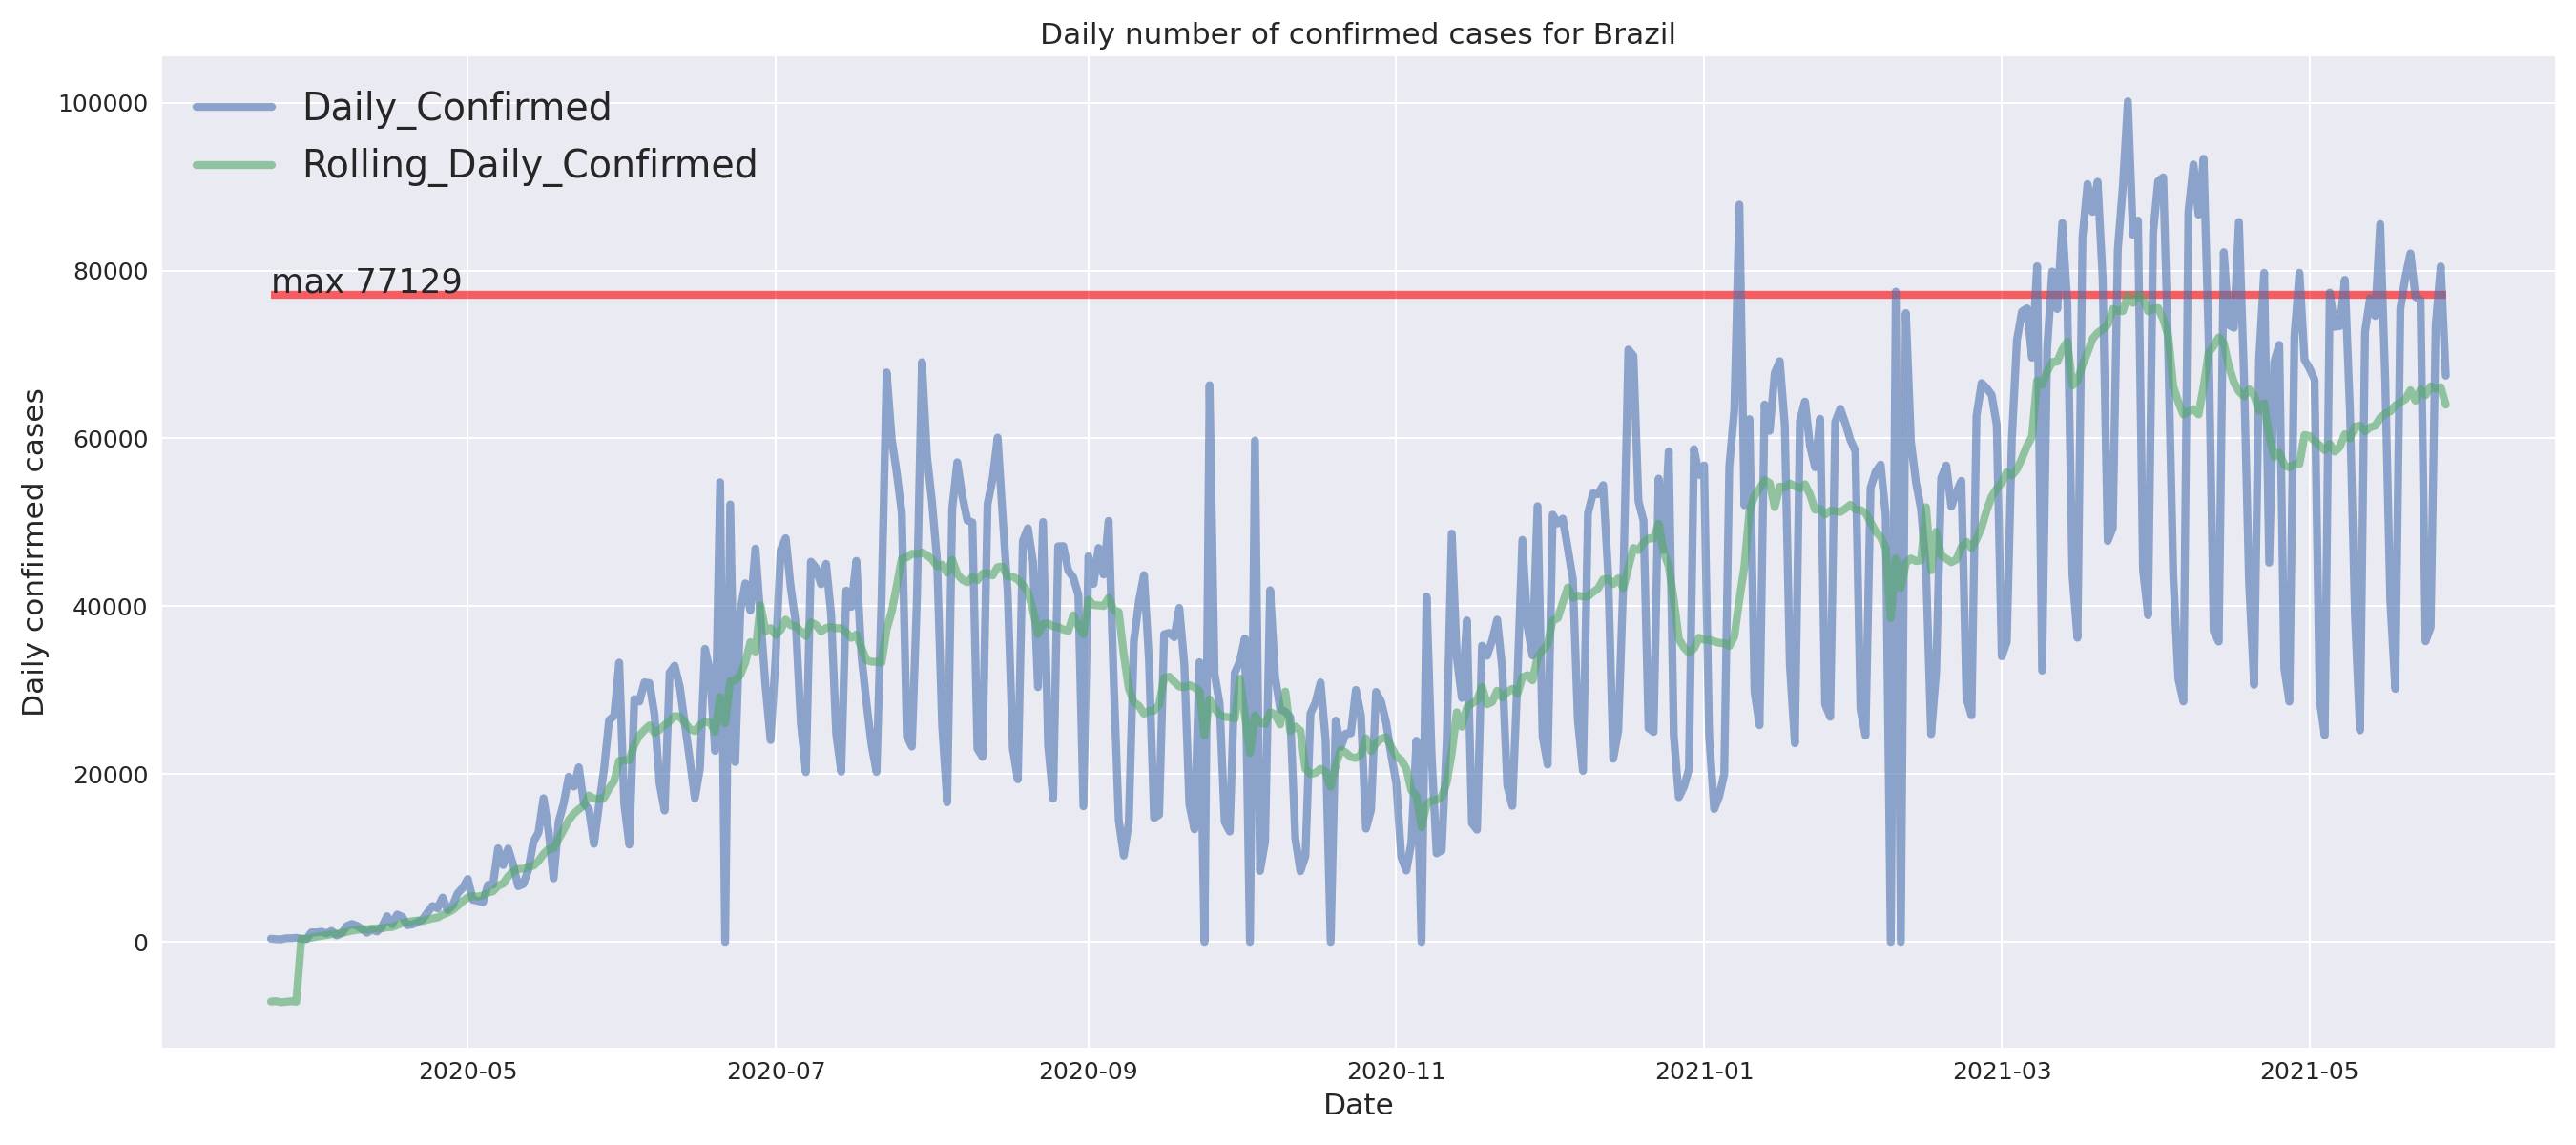 Daily number of confirmed cases for Brazil
Daily_Confirmed
Rolling_Daily_Confirmed
max 77129
Daily confirmed cases
100000
80000
60000
40000
20000
0
2020-05 2020-07 2020-09 2020-11 2021-01 2021-03 2021-05
Date